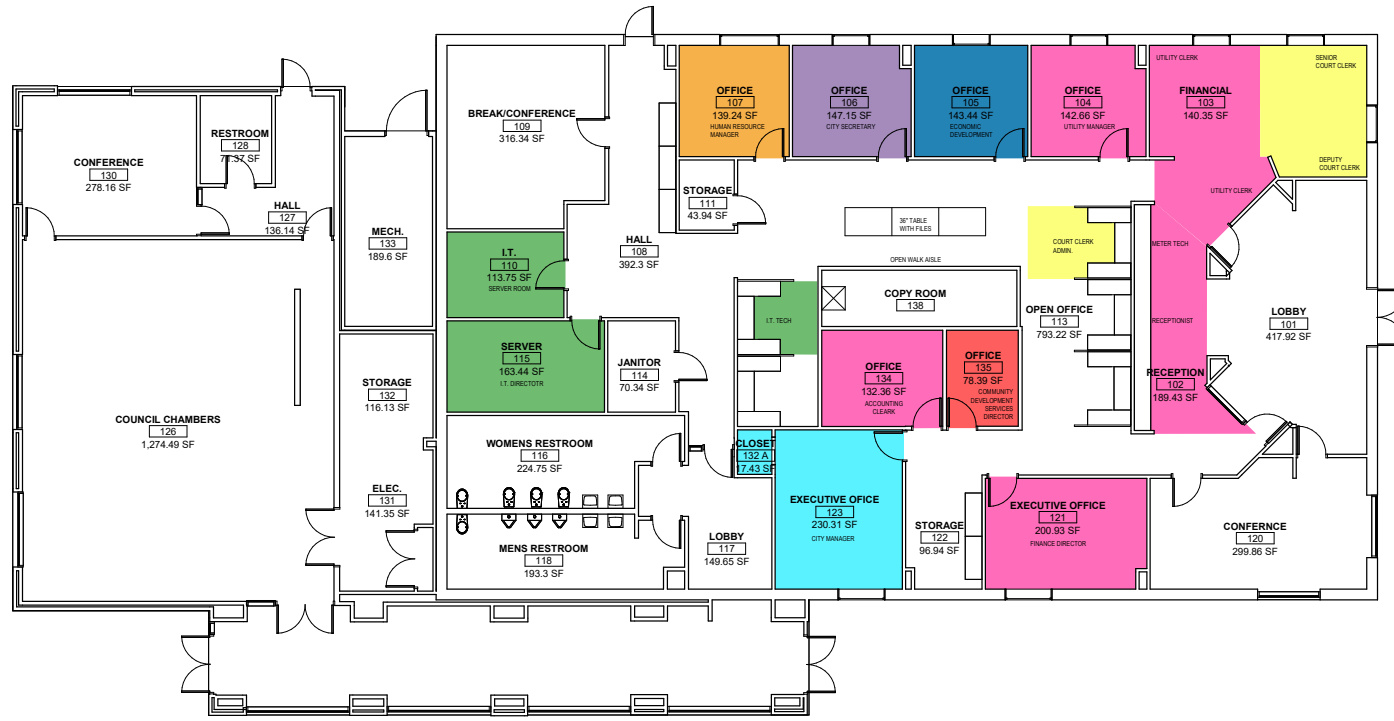 CONFERENCE
130
278.16 SF
RESTROOM
128
71.37 SF
HALL
127
136.14 SF
MECH.
133
189.6 SF
COUNCIL CHAMBERS
126
1,274.49 SF
STORAGE
132
116.13 SF
ELEC.
131
141.35 SF
BREAK/CONFERENCE
109
316.34 SF
I.T.
110
113.75 SF
SERVER ROOM
SERVER
115
163.44 SF
I.T. DIRECTOTR
JANITOR
114
70.34 SF
WOMENS RESTROOM
116
224.75 SF
MENS RESTROOM
118
193.3 SF
HALL
108
392.3 SF
STORAGE
111
43.94 SF
OFFICE
107
139.24 SF
HUMAN RESOURCE
MANAGER
OFFICE
106
147.15 SF
CITY SECRETARY
OFFICE
105
143.44 SF
ECONOMIC
DEVELOPMENT
OFFICE
104
142.66 SF
UTILITY MANAGER
UTILITY CLERK
FINANCIAL
103
140.35 SF
SENIOR
COURT CLERK
DEPUTY
COURT CLERK
UTILITY CLERK
36" TABLE
WITH FILES
OPEN WALK AISLE
COURT CLERK
ADMIN.
METER TECH
I.T. TECH
COPY ROOM
138
OPEN OFFICE
113
793.22 SF
RECEPTIONIST
LOBBY
101
417.92 SF
OFFICE
134
132.36 SF
ACCOUNTING
CLEARK
OFFICE
135
78.39 SF
COMMUNITY
DEVELOPMENT
SERVICES
DIRECTOR
RECEPTION
102
189.43 SF
CLOSET
132 A
17.43 SF
EXECUTIVE OFICE
123
230.31 SF
CITY MANAGER
LOBBY
117
149.65 SF
STORAGE
122
96.94 SF
EXECUTIVE OFFICE
121
200.93 SF
FINANCE DIRECTOR
CONFERNCE
120
299.86 SF